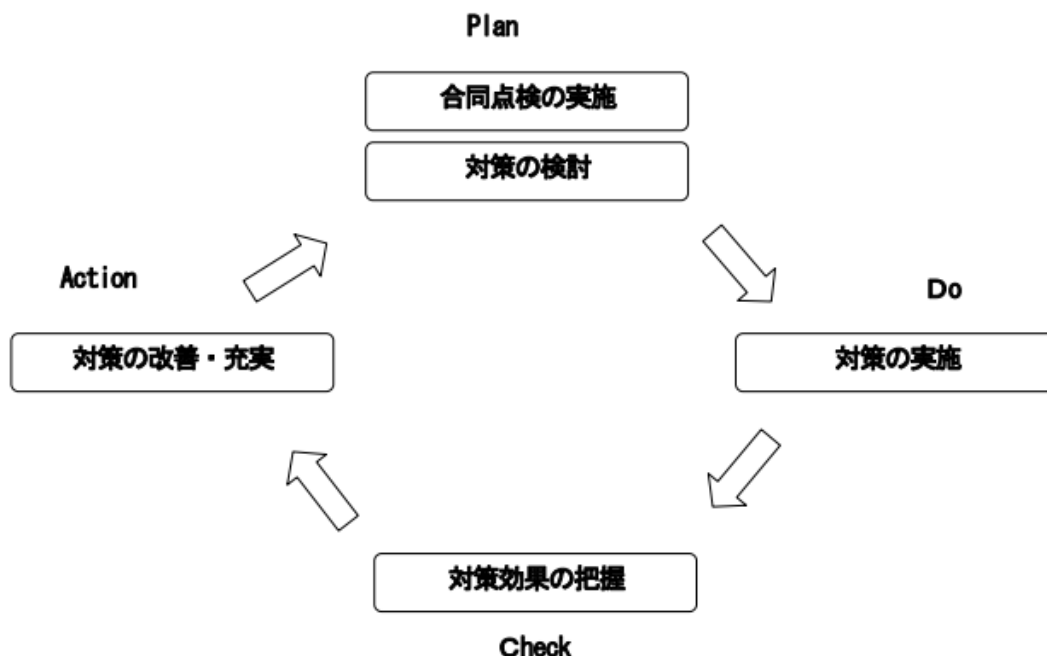 Plan
合同点検の実施
対策の検討
Action
Do
対策の改善・充実
対策の実施
対策効果の把握
Check